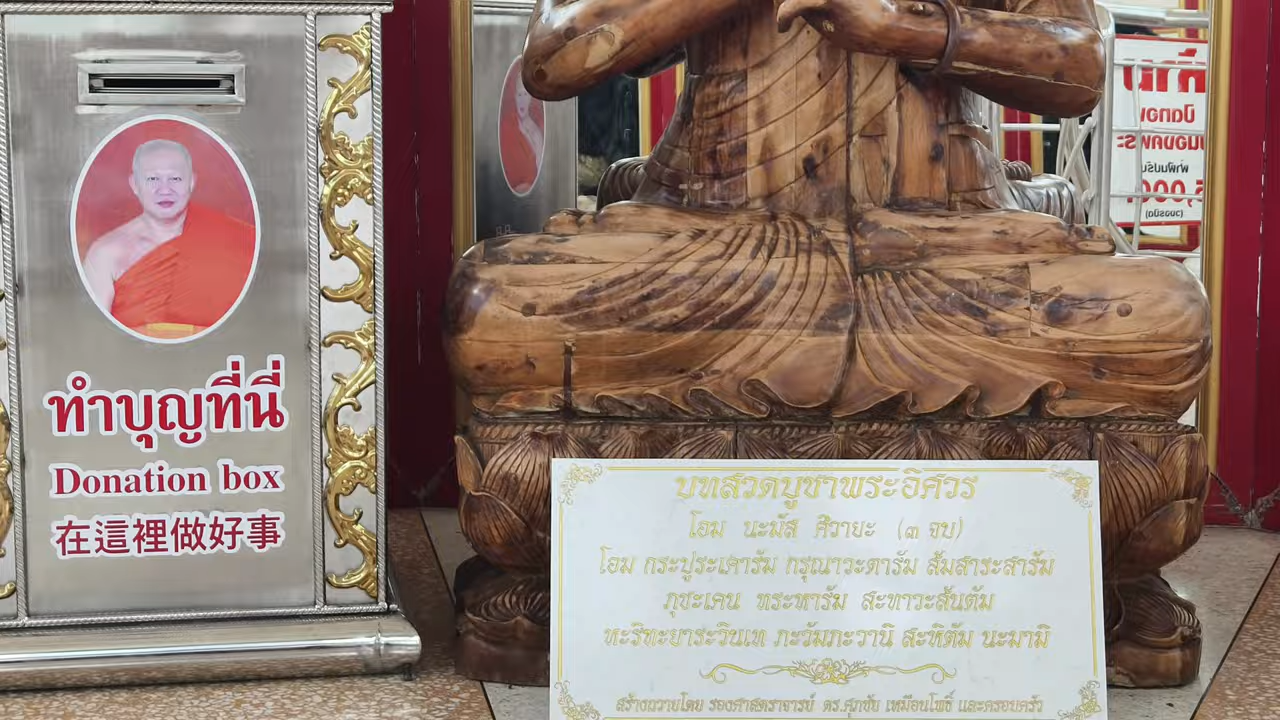 ทำบุญที่นี่
Donation box
在這裡做好事
บทสวดบูชาพระอิศวร
โอม นะมัส ศิวายะ (๓ จบ)
โอม กระปูระเคารัม กรุณาวะตารัม สัมสาระสารัม
ภุชะเคน ทระหารัม สะทาวะสันตัม
หะริทะยาระวินเท ภะวัมภะวานิ สะหิตัม นะมามิ
สร้างถวายโดย รองศาสตราจารย์ ดร.ศุภชัย เหมือนโพธิ์ และครอบครัว
ห้าม